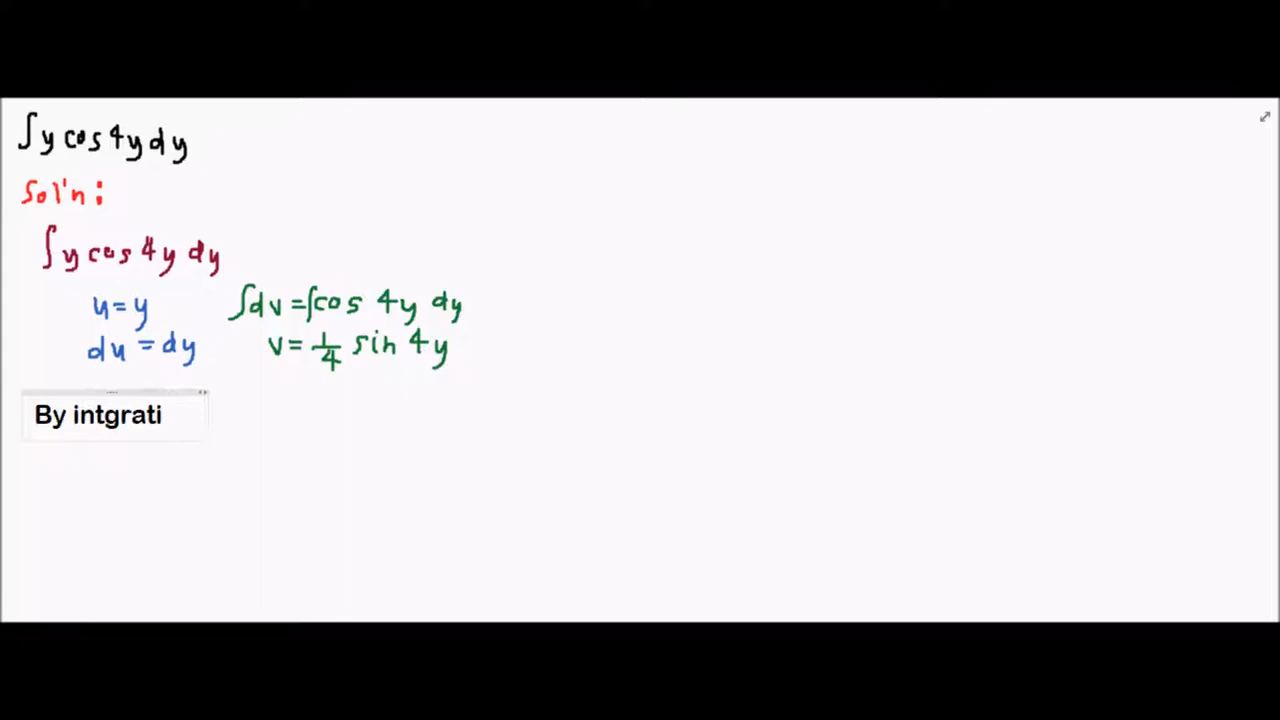 ∫y cos 4y dy
Sol'n :
∫y cos 4y dy
u = y ∫dv = ∫cos 4y dy
du = dy v = 1/4 sin 4y
By intgrati